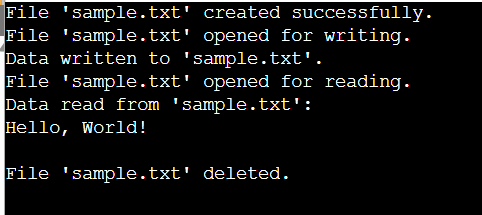 File 'sample.txt' created successfully.
File 'sample.txt' opened for writing.
Data written to 'sample.txt'.
File 'sample.txt' opened for reading.
Data read from 'sample.txt':
Hello, World!
File 'sample.txt' deleted.